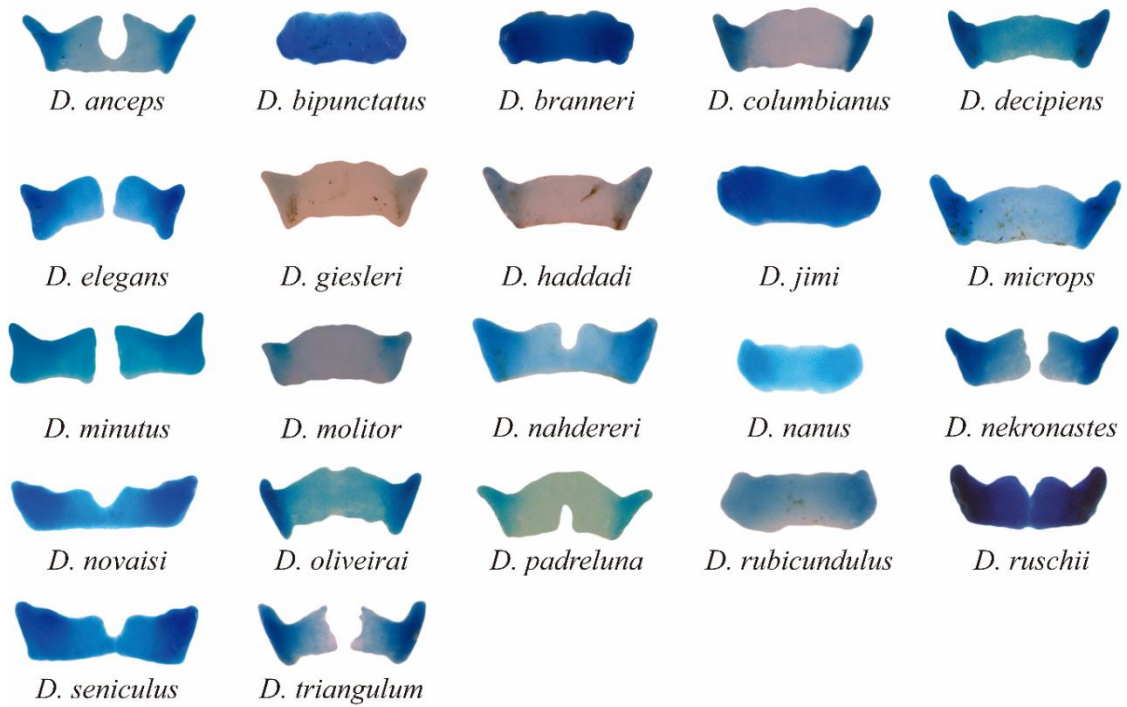 D. anceps
D. bipunctatus
D. branneri
D. columbianus
D. decipiens
D. elegans
D. giesleri
D. haddadi
D. jimi
D. microps
D. minutus
D. molitor
D. nahdereri
D. nanus
D. nekronastes
D. novaisi
D. oliveirai
D. padreluna
D. rubicundulus
D. ruschii
D. seniculus
D. triangulum